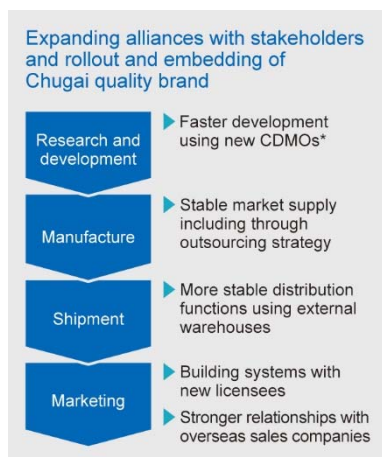 Expanding alliances with stakeholders
and rollout and embedding of
Chugai quality brand
Research and
development
Faster development
using new CDMOs*
Manufacture
Stable market supply
including through
outsourcing strategy
Shipment
More stable distribution
functions using external
warehouses
Marketing
Building systems with
new licensees
Stronger relationships with
overseas sales companies